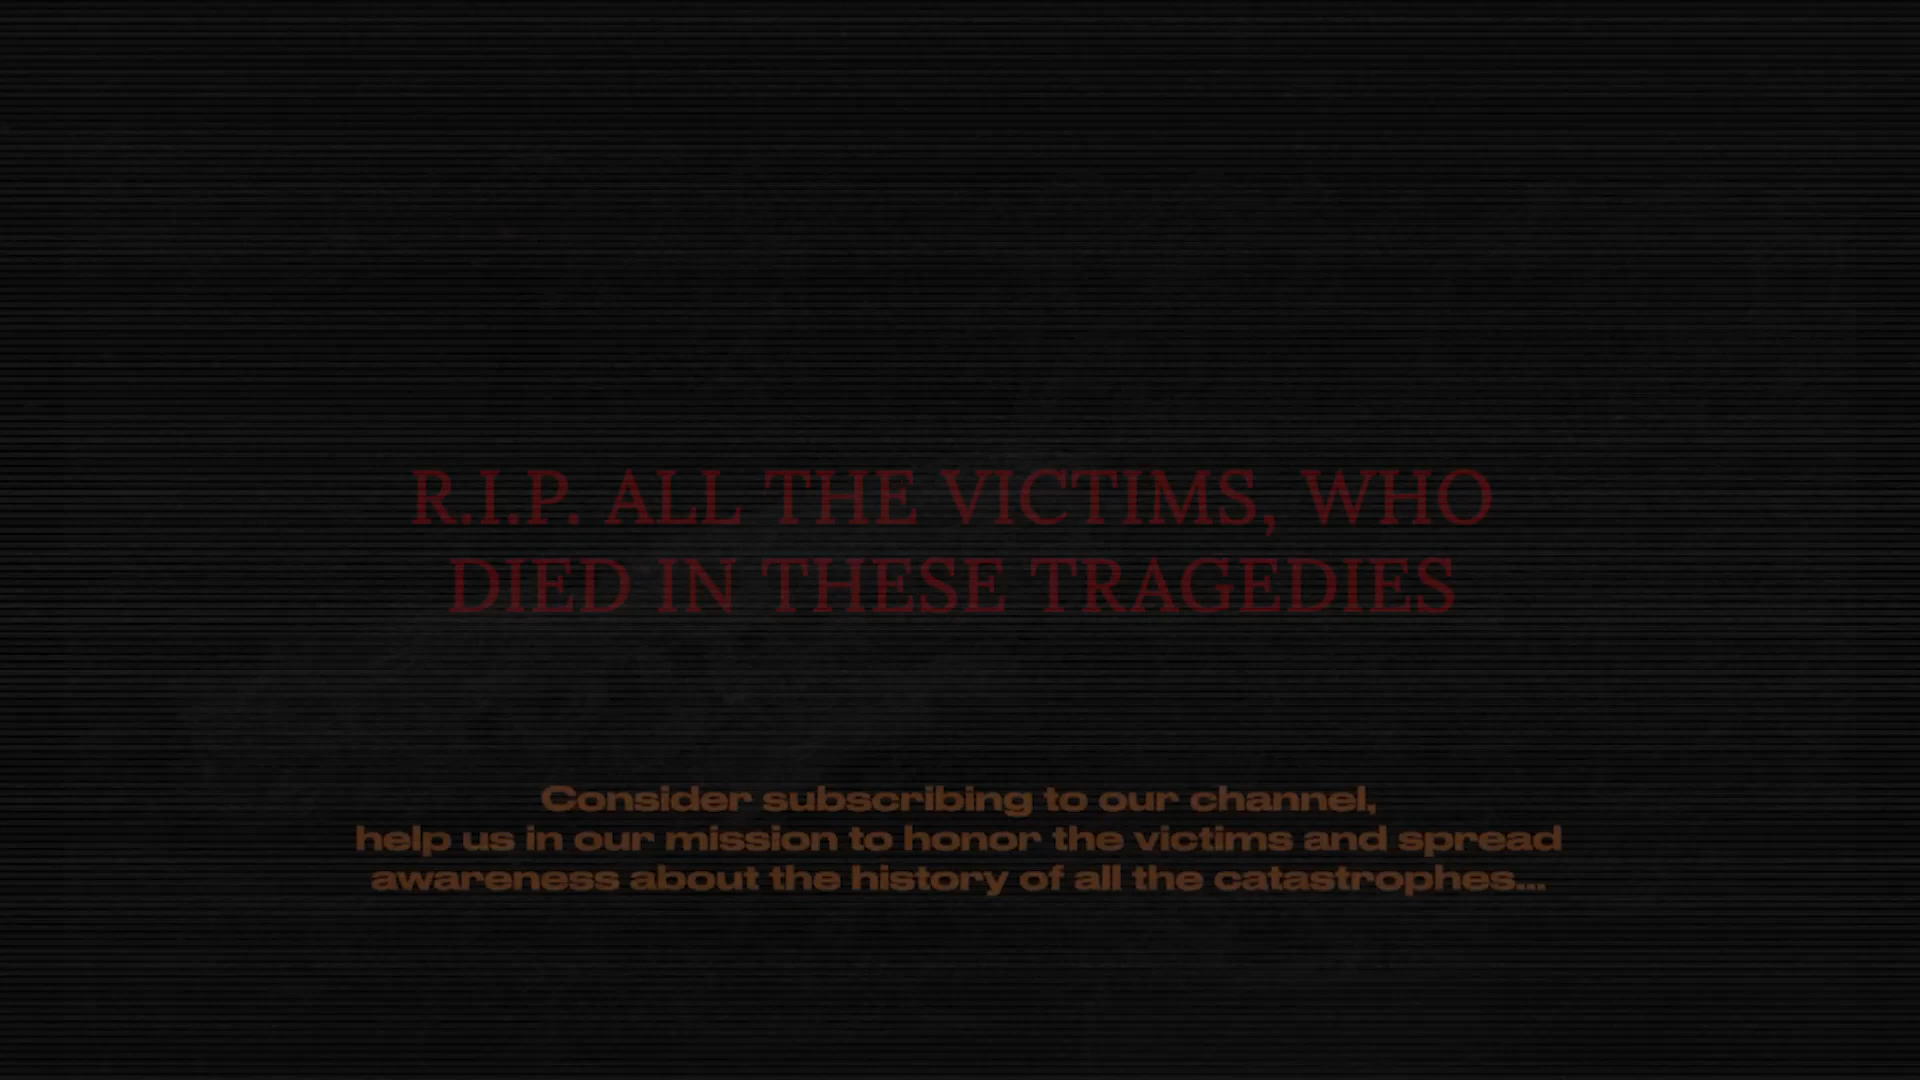 R.I.P. ALL THE VICTIMS, WHO
DIED IN THESE TRAGEDIES
Consider subscribing to our channel,
help us in our mission to honor the victims and spread
awareness about the history of all the catastrophes...